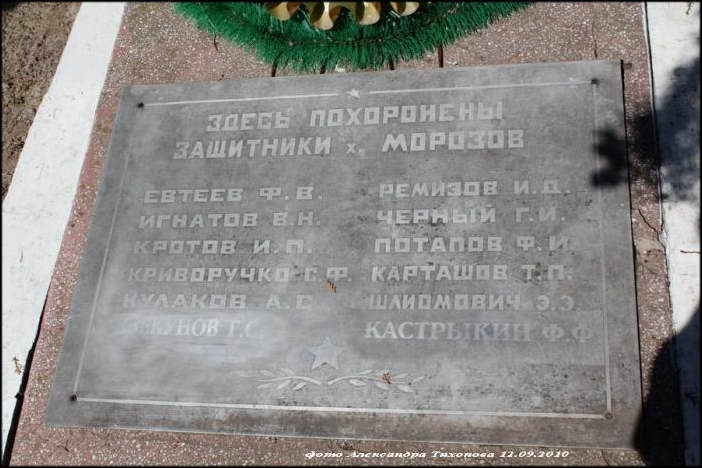 ЗДЕСЬ ПОХОРОНЕНЫ
ЗАЩИТНИКИ х. МОРОЗОВ
ЕВТЕЕВ Ф.В.
ИГНАТОВ В.Н.
КРОТОВ И.П.
КРИВОРУЧКО С.Ф.
КУЛАКОВ А.С.
Г.С.
РЕМИЗОВ И.Д.
ЧЕРНЫЙ Г.И.
ПОТАПОВ Ф.И.
КАРТАШОВ Т.П.
ШЛИОМОВИЧ Э.Э.
КАСТРЫКИН Ф.Ф.
фото Александра Тихонова 12.09.2010